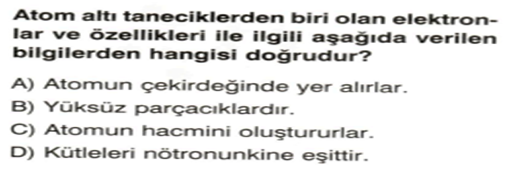 Atom altı taneciklerden biri olan elektron-
lar ve özellikleri ile ilgili aşağıda verilen
bilgilerden hangisi doğrudur?
A) Atomun çekirdeğinde yer alırlar.
B) Yüksüz parçacıklardır.
C) Atomun hacmini oluştururlar.
D) Kütleleri nötronunkine eşittir.